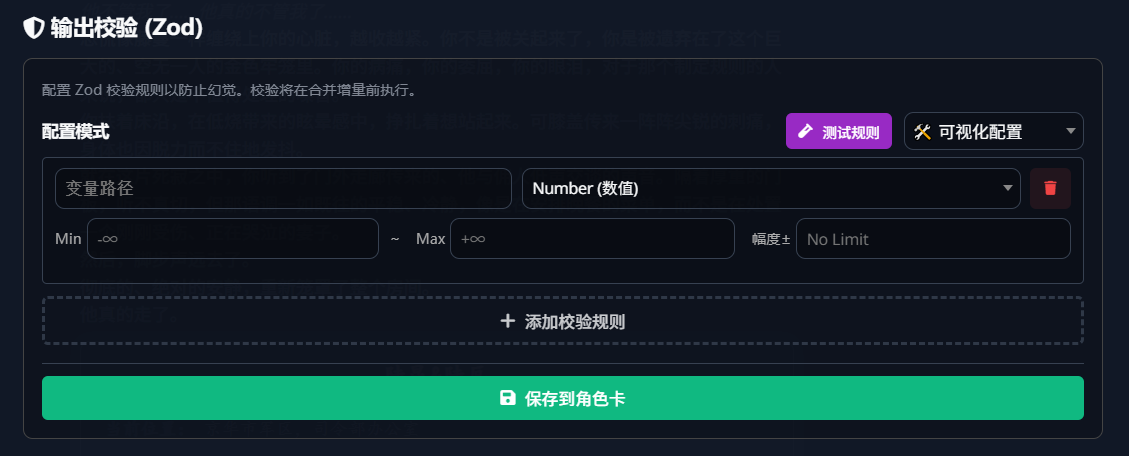 输出校验 (Zod)
配置 Zod 校验规则以防止幻觉。校验将在合并增量前执行。
配置模式
测试规则
可视化配置
变量路径
Number (数值)
Min
-∞
~
Max
+∞
幅度±
No Limit
添加校验规则
保存到角色卡